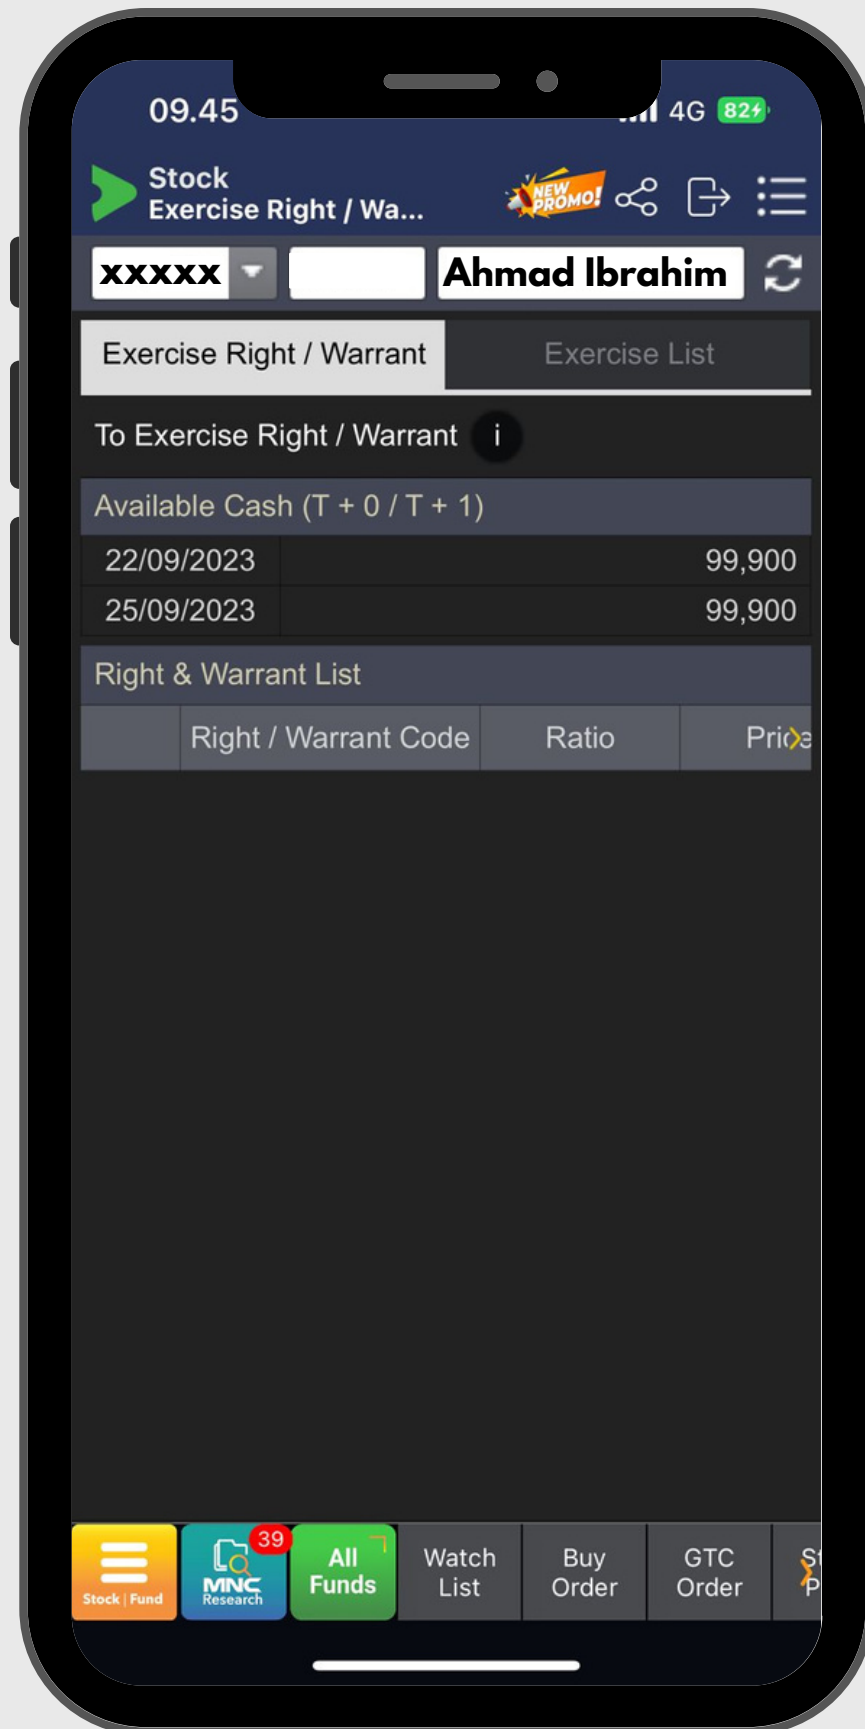 09.45 4G 82
Stock
Exercise Right / Wa...
NEW
PROMO!
xxxxx Ahmad Ibrahim
Exercise Right / Warrant Exercise List
To Exercise Right / Warrant i
Available Cash (T + 0 / T + 1)
22/09/2023 99,900
25/09/2023 99,900
Right & Warrant List
Right / Warrant Code Ratio Price
39
Stock | Fund
MNC
Research
All
Funds
Watch
List
Buy
Order
GTC
Order